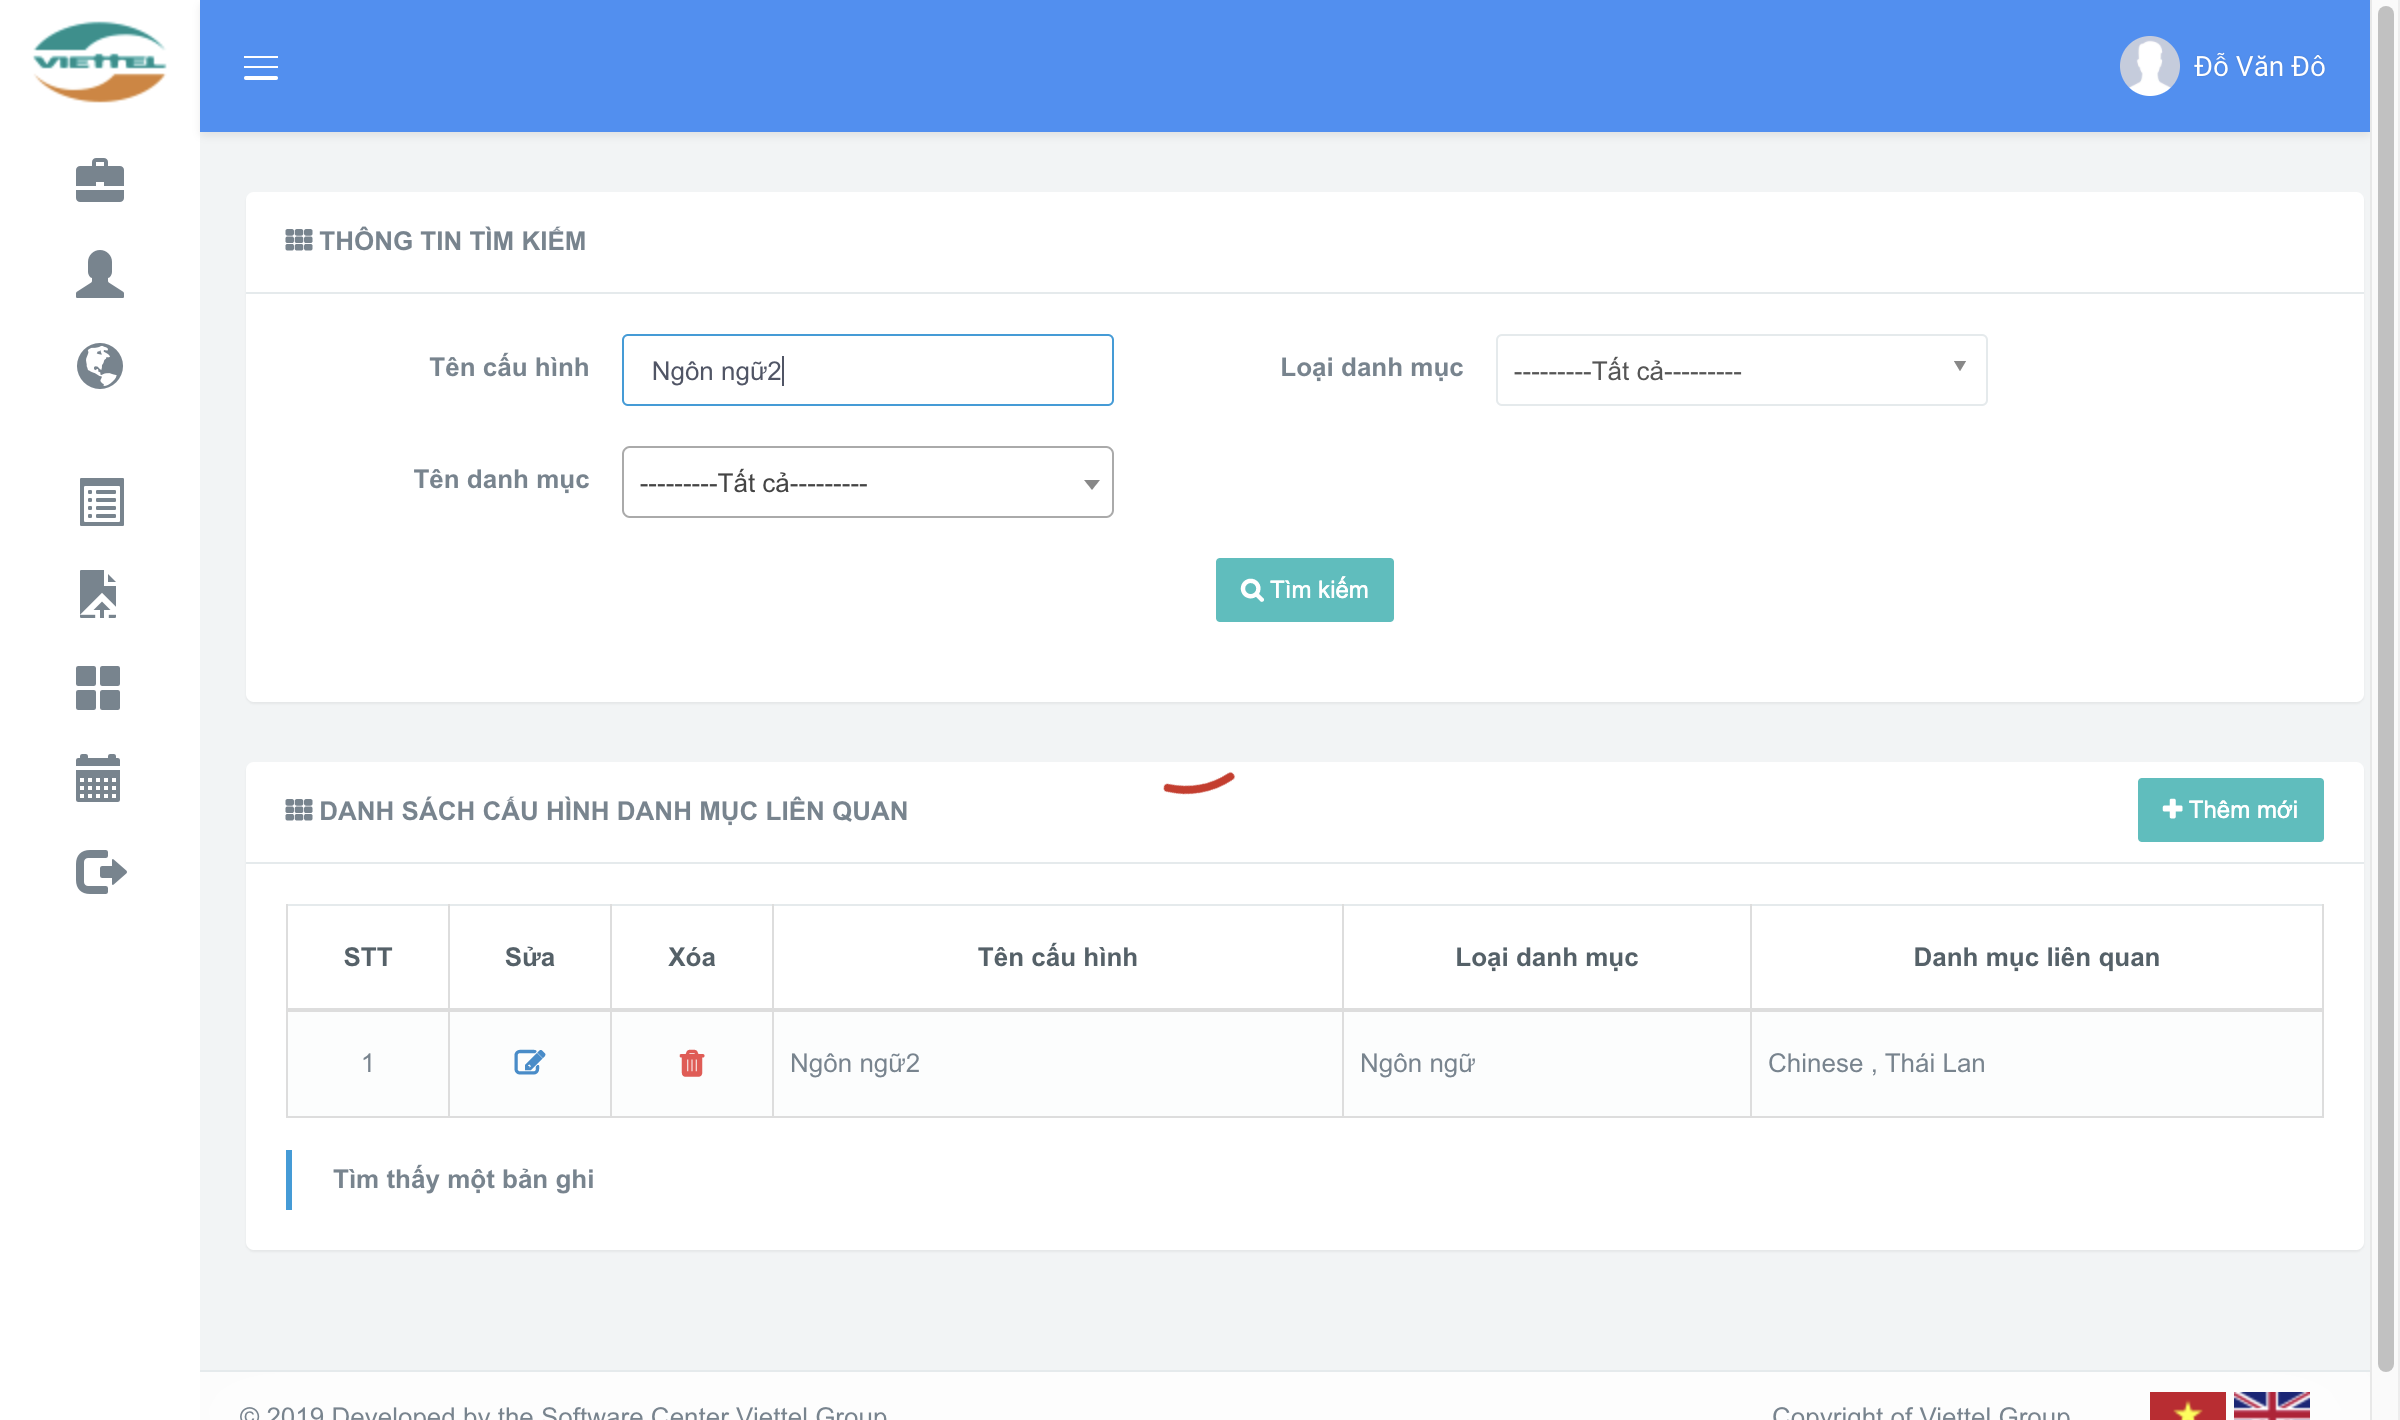 VIETTEL
Đỗ Văn Đô
THÔNG TIN TÌM KIẾM
Tên cấu hình
Ngôn ngữ2
Loại danh mục
---------Tất cả---------
Tên danh mục
---------Tất cả---------
Tìm kiếm
DANH SÁCH CẤU HÌNH DANH MỤC LIÊN QUAN
Thêm mới
STT Sửa Xóa Tên cấu hình Loại danh mục Danh mục liên quan
1 Ngôn ngữ2 Ngôn ngữ Chinese , Thái Lan
Tìm thấy một bản ghi
© 2019 Developed by the Software Center Viettel Group
Copyright of Viettel Group